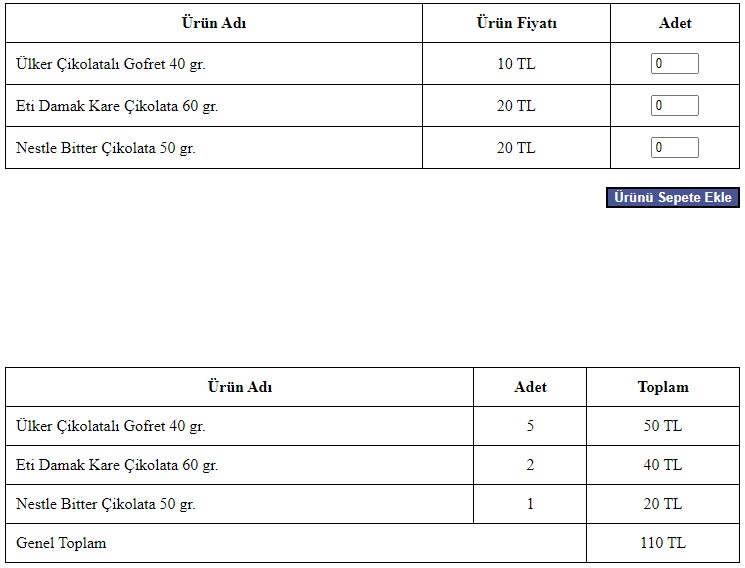 Ürün Adı Ürün Fiyatı Adet
Ülker Çikolatalı Gofret 40 gr. 10 TL 0
Eti Damak Kare Çikolata 60 gr. 20 TL 0
Nestle Bitter Çikolata 50 gr. 20 TL 0
Ürünü Sepete Ekle
Ürün Adı Adet Toplam
Ülker Çikolatalı Gofret 40 gr. 5 50 TL
Eti Damak Kare Çikolata 60 gr. 2 40 TL
Nestle Bitter Çikolata 50 gr. 1 20 TL
Genel Toplam 110 TL